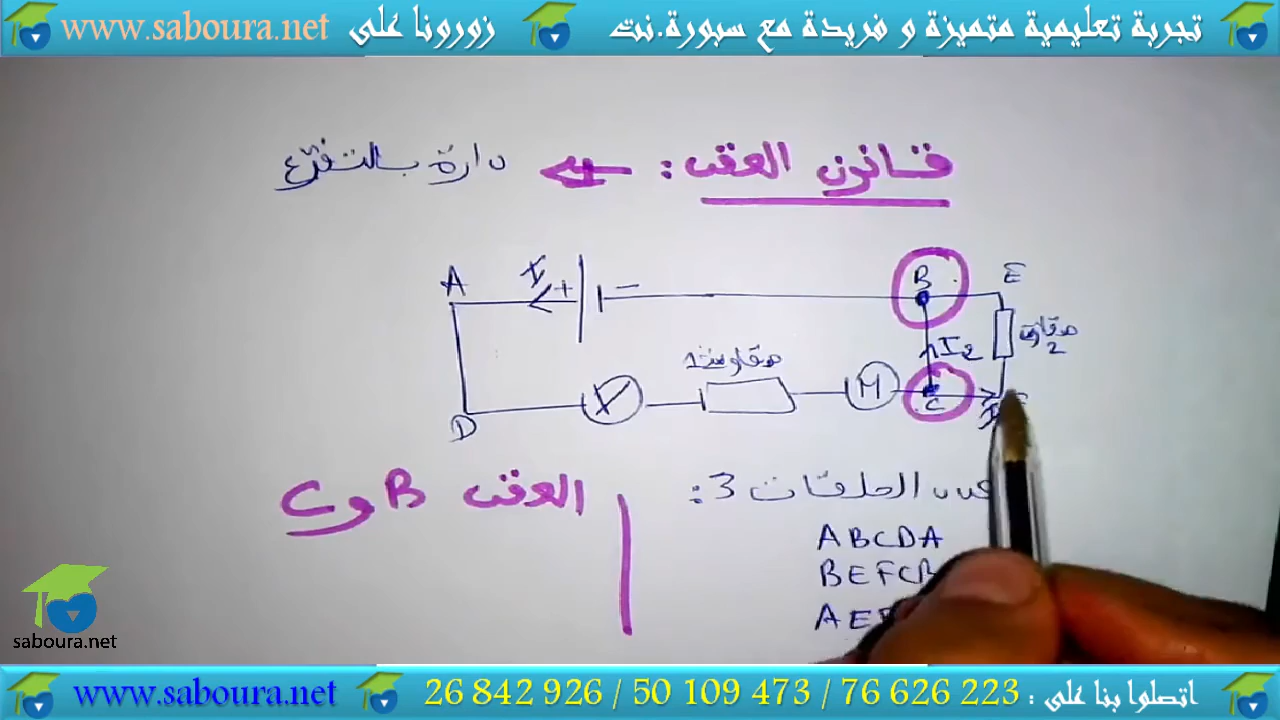 www.saboura.net زورونا على تجربة تعليمية متميزة و فريدة مع سبورة.نت
قانون العقد: ⇐ دارة بالتفرع
A I + − B E
مقاومة 2
I2
مقاومة 1
D M C
العقد B و C
عدد الحلقات 3:
ABCDA
BEFCB
AE
saboura.net
www.saboura.net 26 842 926 / 50 109 473 / 76 626 223 : اتصلوا بنا على